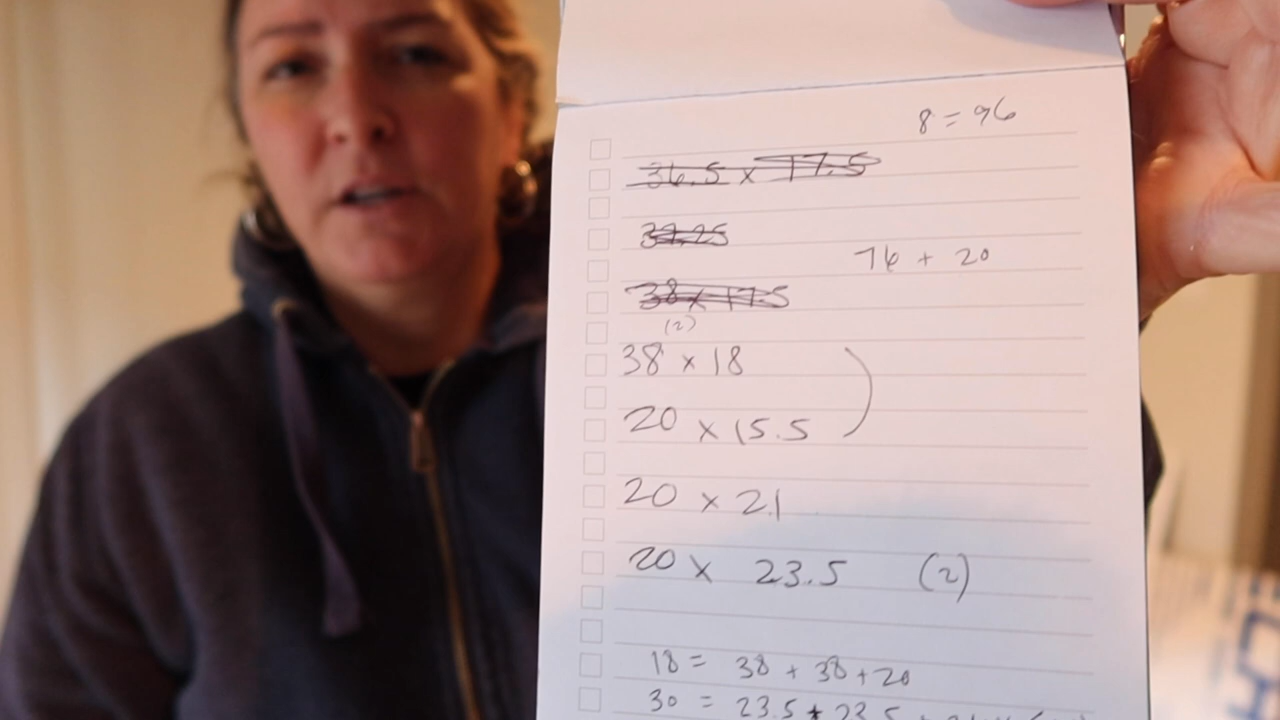 8 = 96
36.5 x 17.5
37.25
76 + 20
38 x 17.5
(2)
38 x 18
20 x 15.5
20 x 21
20 x 23.5 (2)
18 = 38 + 38 + 20
30 = 23.5 + 23.5